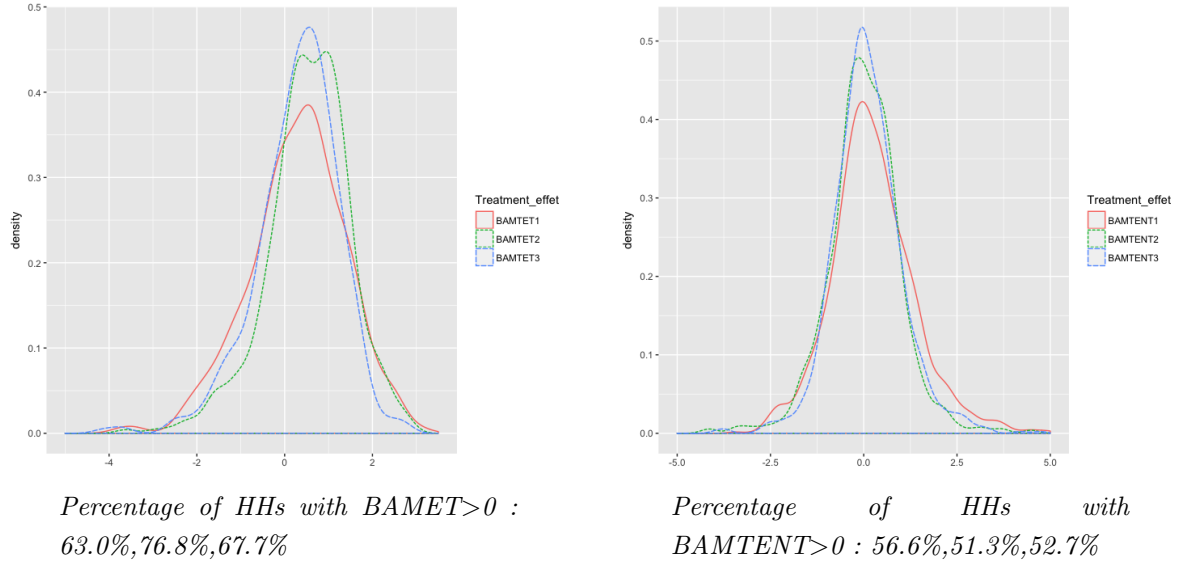 0.5
0.4
0.3
0.2
0.1
0.0
density
-4
-2
0
2
Treatment_effet
BAMTET1
BAMTET2
BAMTET3
Percentage of HHs with BAMET>0 :
63.0%,76.8%,67.7%
0.5
0.4
0.3
0.2
0.1
0.0
density
-5.0
-2.5
0.0
2.5
5.0
Treatment_effet
BAMTENT1
BAMTENT2
BAMTENT3
Percentage of HHs with
BAMTENT>0 : 56.6%,51.3%,52.7%